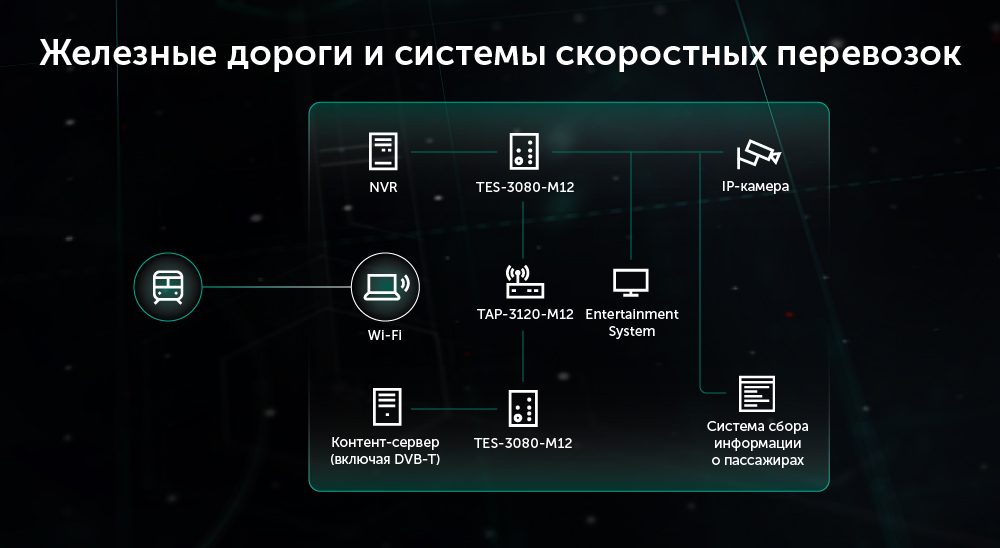 Железные дороги и системы скоростных перевозок
NVR
TES-3080-M12
IP-камера
TAP-3120-M12
Entertainment
System
Wi-Fi
Контент-сервер
(включая DVB-T)
TES-3080-M12
Система сбора
информации
о пассажирах